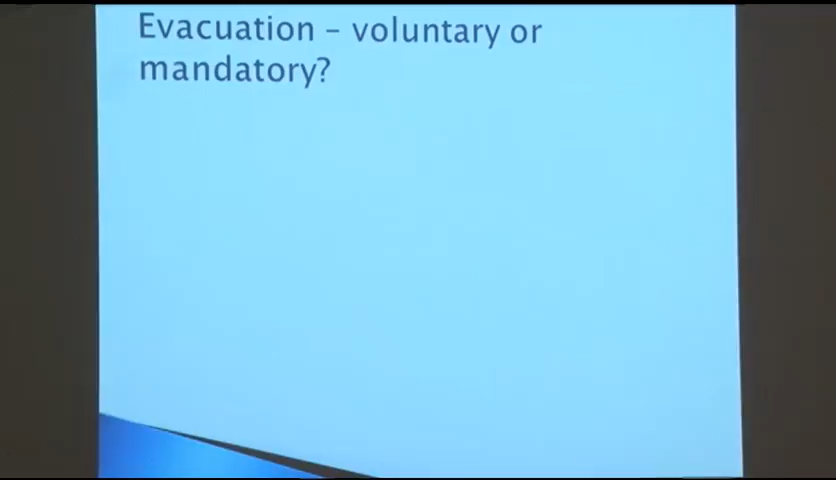 Evacuation – voluntary or
mandatory?